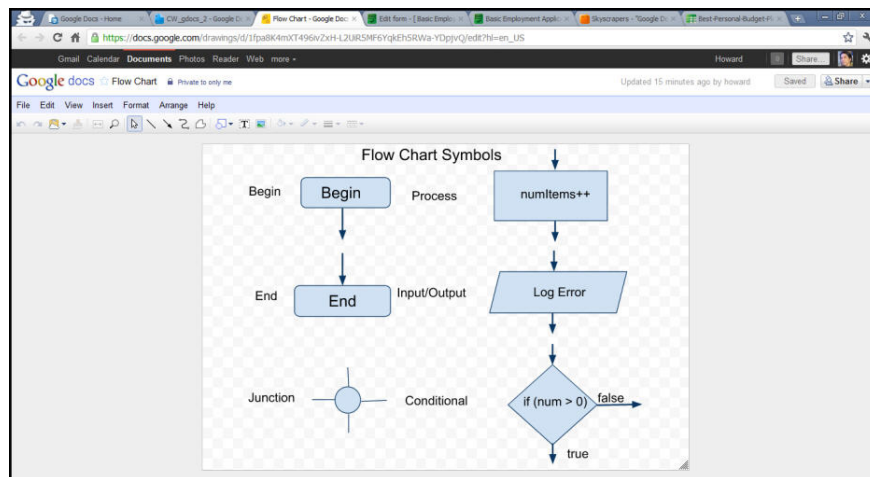 Google Docs - Home
CW_gdocs_2 - Google Do
Flow Chart - Google Doc
Edit form - [ Basic Emplo
Basic Employment Applic
Skyscrapers - "Google D
Best-Personal-Budget-Fi
https://docs.google.com/drawings/d/1fpa8K4mXT496ivZxH-L2UR5MF6YqkEh5RWa-YDpjvQ/edit?hl=en_US
Gmail Calendar Documents Photos Reader Web more
Howard
Share...
Google docs Flow Chart Private to only me
Updated 15 minutes ago by howard
Saved
Share
File Edit View Insert Format Arrange Help
Flow Chart Symbols
Begin
Begin
Process
numItems++
End
End
Input/Output
Log Error
Junction
Conditional
if (num > 0)
false
true